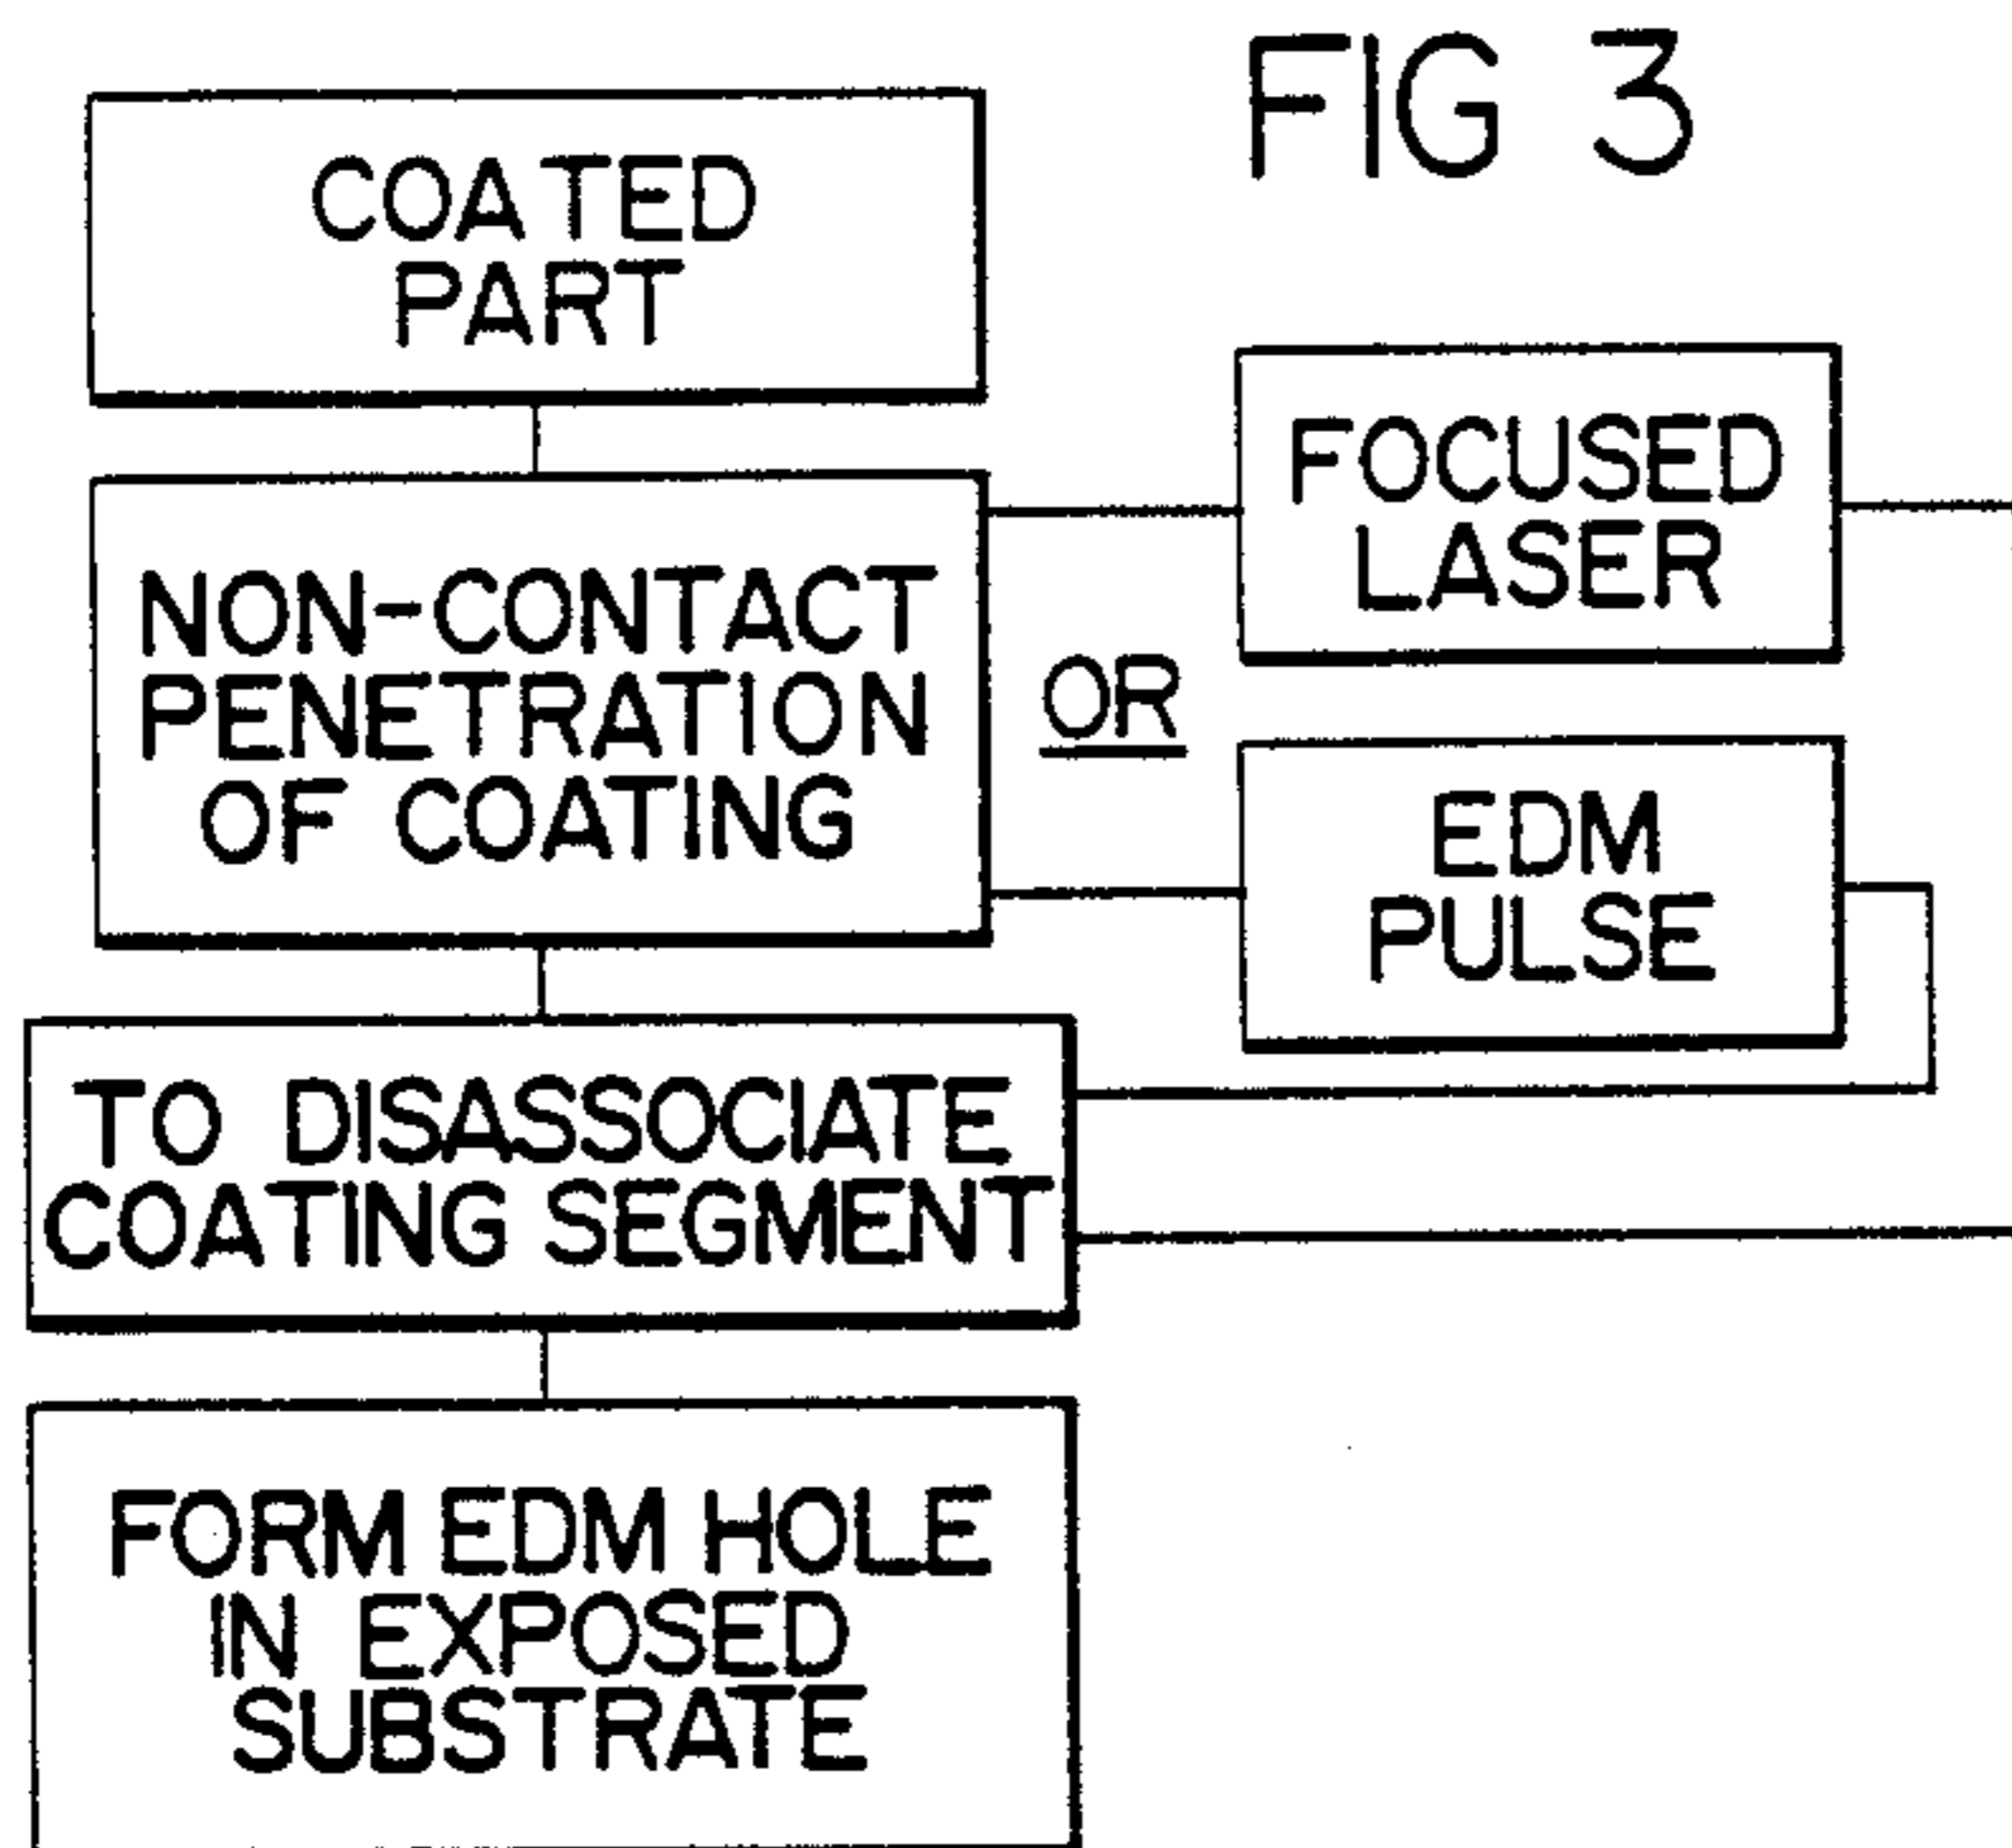 FIG 3
COATED
PART
NON-CONTACT
PENETRATION
OF COATING
OR
FOCUSED
LASER
EDM
PULSE
TO DISASSOCIATE
COATING SEGMENT
FORM EDM HOLE
IN EXPOSED
SUBSTRATE